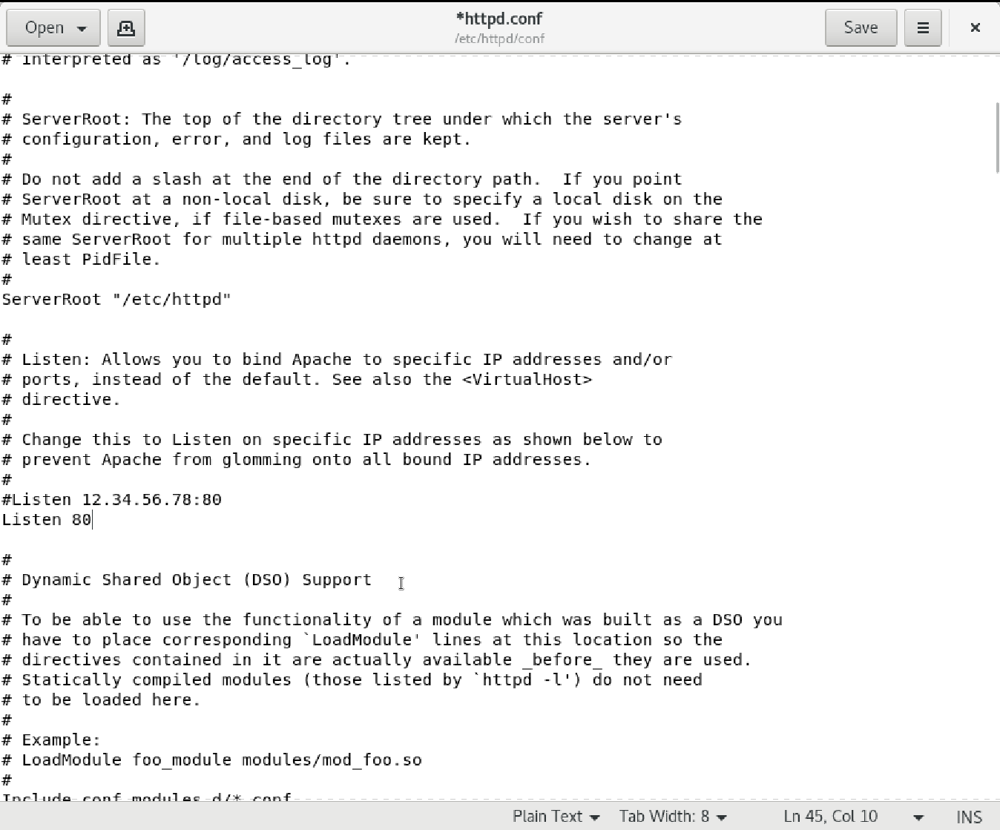 Open
*httpd.conf
/etc/httpd/conf
Save
# interpreted as '/log/access_log'.
#
# ServerRoot: The top of the directory tree under which the server's
# configuration, error, and log files are kept.
#
# Do not add a slash at the end of the directory path.  If you point
# ServerRoot at a non-local disk, be sure to specify a local disk on the
# Mutex directive, if file-based mutexes are used.  If you wish to share the
# same ServerRoot for multiple httpd daemons, you will need to change at
# least PidFile.
#
ServerRoot "/etc/httpd"
#
# Listen: Allows you to bind Apache to specific IP addresses and/or
# ports, instead of the default. See also the <VirtualHost>
# directive.
#
# Change this to Listen on specific IP addresses as shown below to
# prevent Apache from glomming onto all bound IP addresses.
#
#Listen 12.34.56.78:80
Listen 80
#
# Dynamic Shared Object (DSO) Support
#
# To be able to use the functionality of a module which was built as a DSO you
# have to place corresponding `LoadModule' lines at this location so the
# directives contained in it are actually available _before_ they are used.
# Statically compiled modules (those listed by `httpd -l') do not need
# to be loaded here.
#
# Example:
# LoadModule foo_module modules/mod_foo.so
#
Include conf.modules.d/*.conf
Plain Text
Tab Width: 8
Ln 45, Col 10
INS